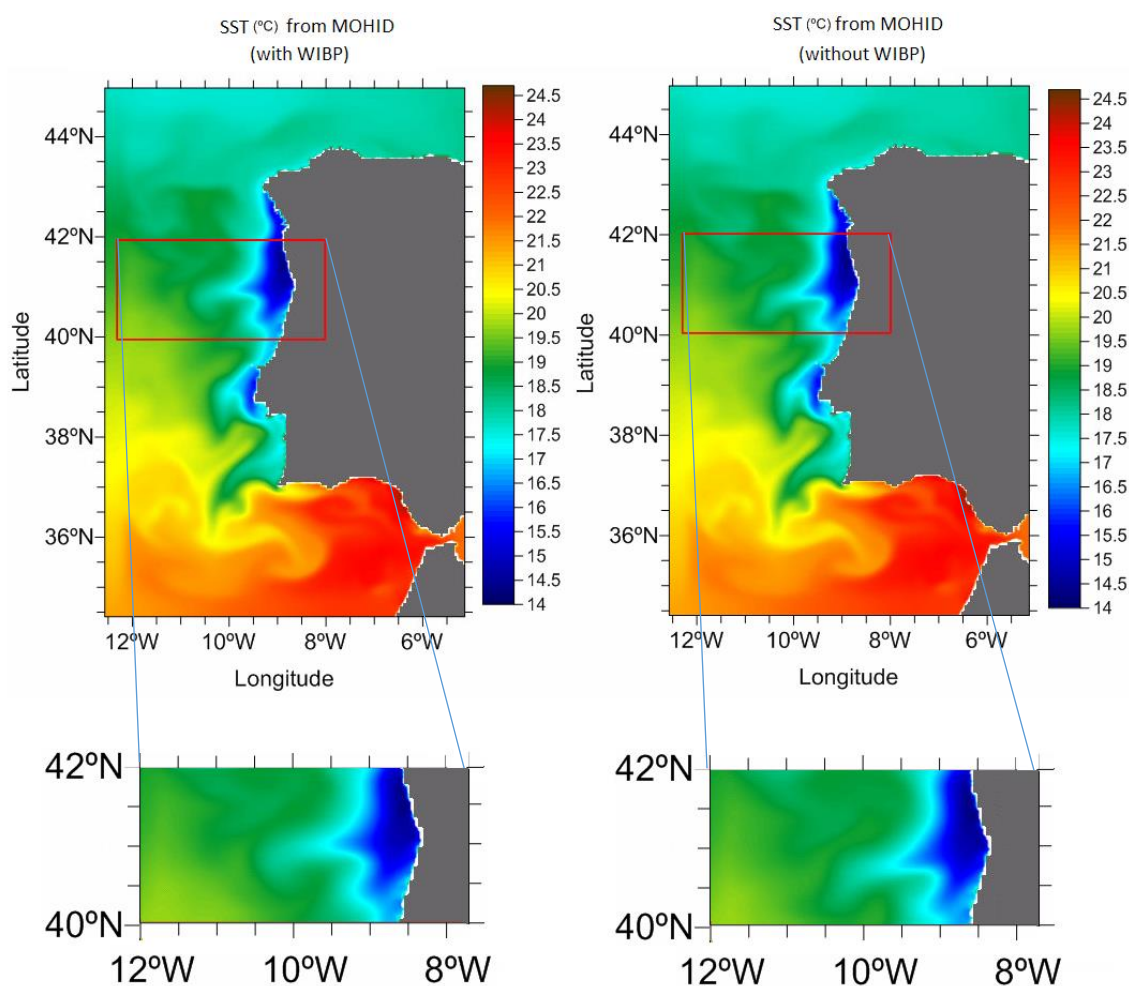 SST (ºC) from MOHID
(with WIBP)
SST (ºC) from MOHID
(without WIBP)
44ºN
42ºN
40ºN
38ºN
36ºN
Latitude
12ºW
10ºW
8ºW
6ºW
Longitude
24.5
24
23.5
23
22.5
22
21.5
21
20.5
20
19.5
19
18.5
18
17.5
17
16.5
16
15.5
15
14.5
14
44ºN
42ºN
40ºN
38ºN
36ºN
Latitude
12ºW
10ºW
8ºW
6ºW
Longitude
24.5
24
23.5
23
22.5
22
21.5
21
20.5
20
19.5
19
18.5
18
17.5
17
16.5
16
15.5
15
14.5
14
42ºN
40ºN
12ºW
10ºW
8ºW
42ºN
40ºN
12ºW
10ºW
8ºW